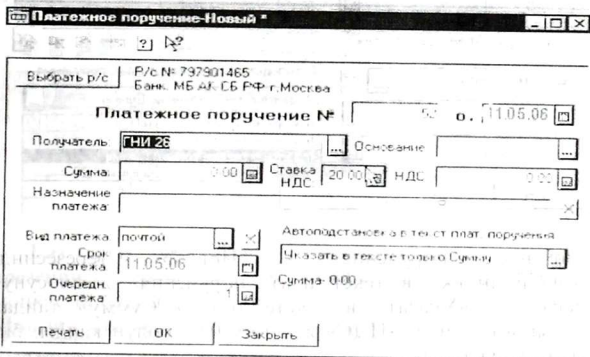 Платежное поручение-Новый *
Выбрать р/с
Р/с № 797901465
Банк. МБ АК СБ РФ г.Москва
Платежное поручение № 52 о. 11.05.06
Получатель: ГНИ 26 ... Основание ...
Сумма: 0:00 Ставка НДС: 20:00 НДС 0:00
Назначение платежа:
Вид платежа почтой ... Автоподстановка в текст плат. поручения
Срок платежа 11.05.06 Указать в тексте только Сумму ...
Сумма- 0-00
Очередн. платежа 1
Печать OK Закрыть